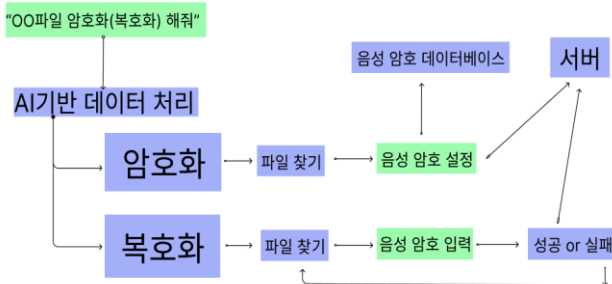 “OO파일 암호화(복호화) 해줘”
음성 암호 데이터베이스
서버
AI기반 데이터 처리
암호화
파일 찾기
음성 암호 설정
복호화
파일 찾기
음성 암호 입력
성공 or 실패